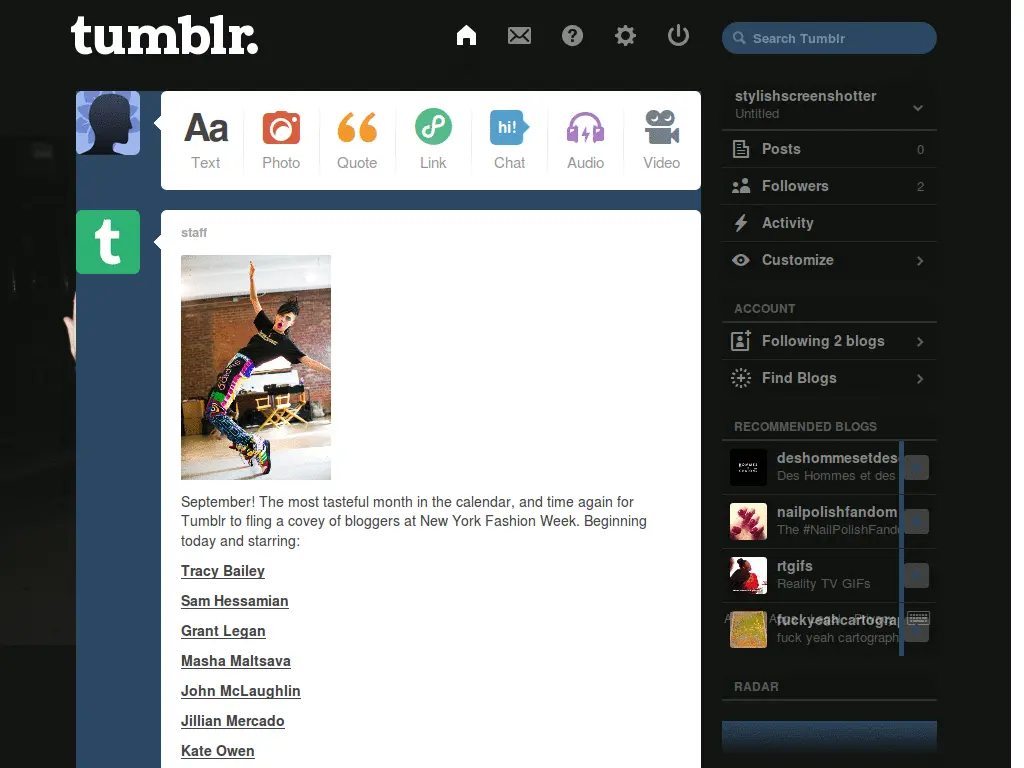 tumblr.
Search Tumblr
Aa
hi!
Text
Photo
Quote
Link
Chat
Audio
Video
t
staff
September! The most tasteful month in the calendar, and time again for
Tumblr to fling a covey of bloggers at New York Fashion Week. Beginning
today and starring:
Tracy Bailey
Sam Hessamian
Grant Legan
Masha Maltsava
John McLaughlin
Jillian Mercado
Kate Owen
stylishscreenshotter
Untitled
Posts 0
Followers 2
Activity
Customize
ACCOUNT
Following 2 blogs
Find Blogs
RECOMMENDED BLOGS
deshommesetdes
Des Hommes et des
nailpolishfandom
The #NailPolishFand
rtgifs
Reality TV GIFs
fuckyeahcartograp
Legal Privacy
fuck yeah cartograph
RADAR